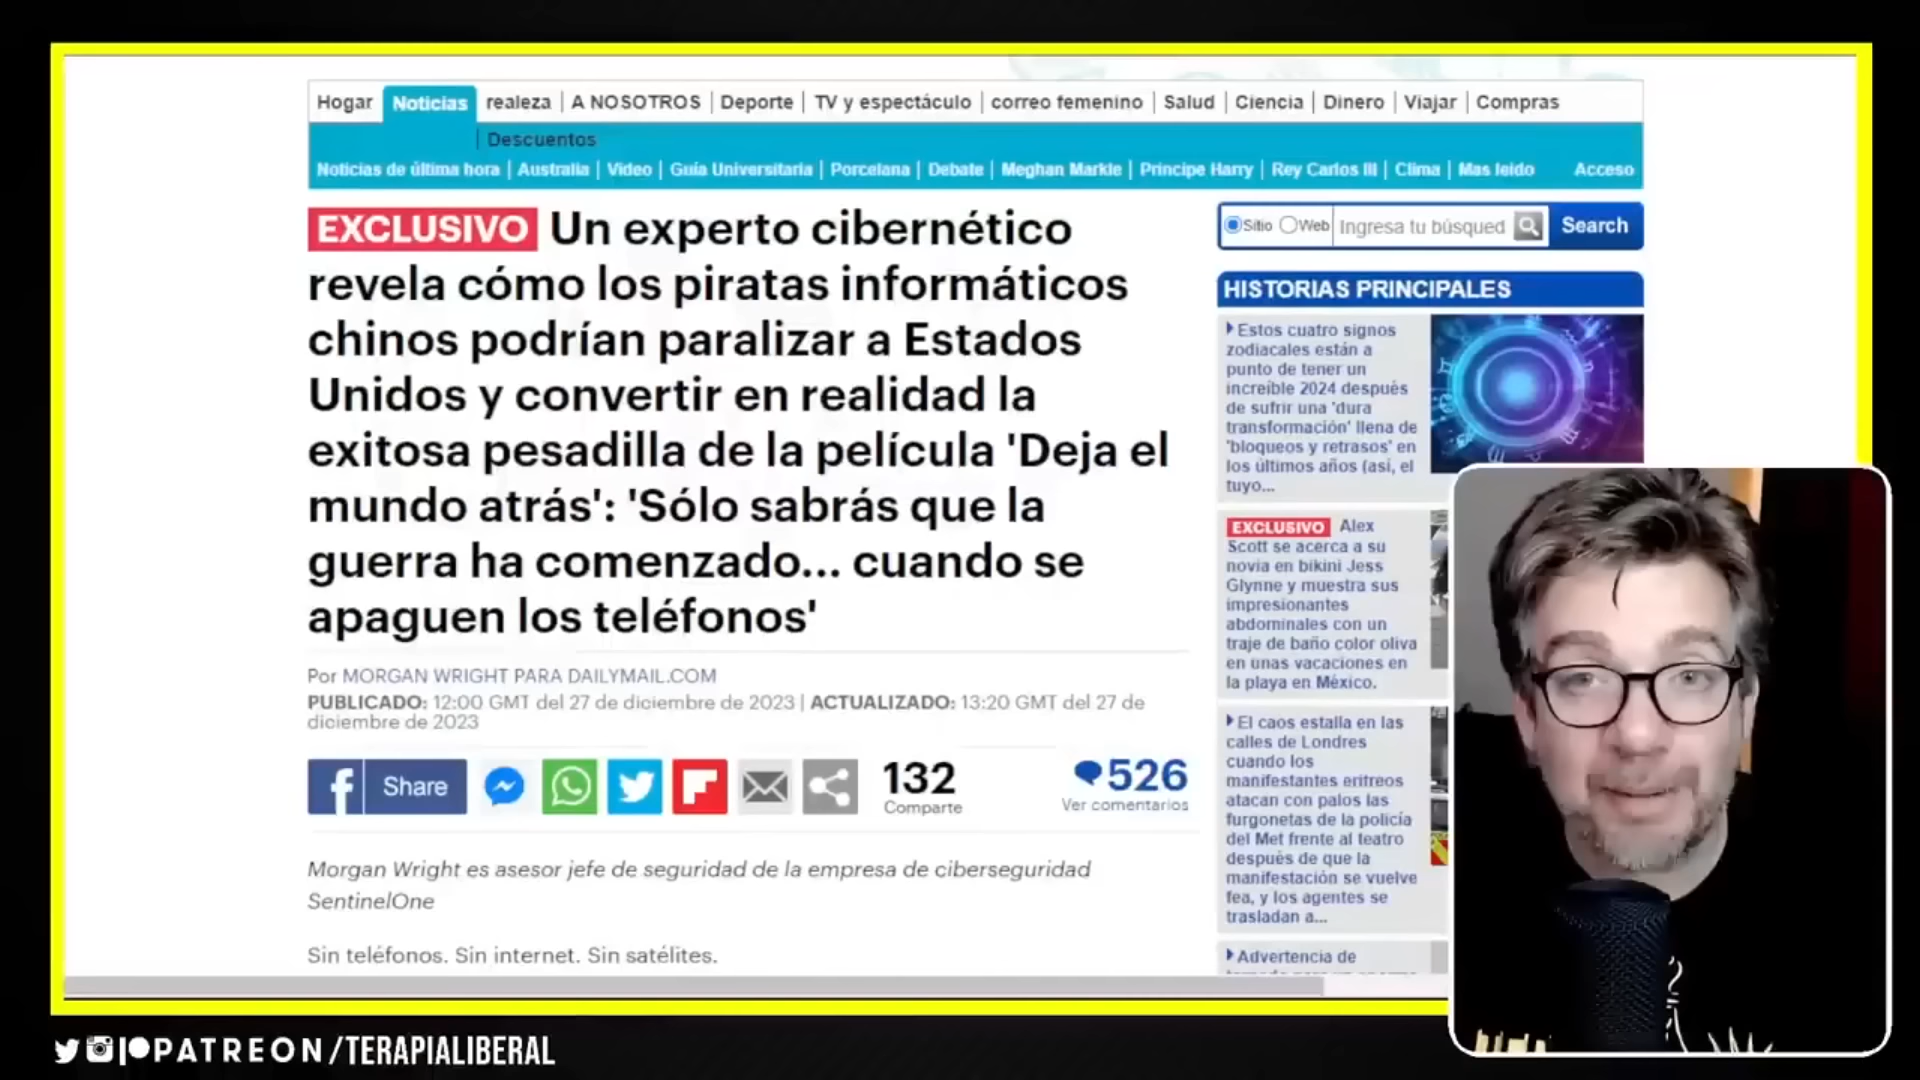 Hogar Noticias realeza A NOSOTROS Deporte TV y espectáculo correo femenino Salud Ciencia Dinero Viajar Compras
Descuentos
Noticias de última hora Australia Video Guía Universitaria Porcelana Debate Meghan Markle Príncipe Harry Rey Carlos III Clima Mas leído Acceso
EXCLUSIVO Un experto cibernético
revela cómo los piratas informáticos
chinos podrían paralizar a Estados
Unidos y convertir en realidad la
exitosa pesadilla de la película 'Deja el
mundo atrás': 'Sólo sabrás que la
guerra ha comenzado... cuando se
apaguen los teléfonos'
Por MORGAN WRIGHT PARA DAILYMAIL.COM
PUBLICADO: 12:00 GMT del 27 de diciembre de 2023 | ACTUALIZADO: 13:20 GMT del 27 de
diciembre de 2023
Share
132
Comparte
526
Ver comentarios
Morgan Wright es asesor jefe de seguridad de la empresa de ciberseguridad
SentinelOne
Sin teléfonos. Sin internet. Sin satélites.
Sitio Web Ingresa tu búsqued Search
HISTORIAS PRINCIPALES
Estos cuatro signos
zodiacales están a
punto de tener un
increíble 2024 después
de sufrir una 'dura
transformación' llena de
'bloqueos y retrasos' en
los últimos años (así, el
tuyo...
EXCLUSIVO Alex
Scott se acerca a su
novia en bikini Jess
Glynne y muestra sus
impresionantes
abdominales con un
traje de baño color oliva
en unas vacaciones en
la playa en México.
El caos estalla en las
calles de Londres
cuando los
manifestantes eritreos
atacan con palos las
furgonetas de la policía
del Met frente al teatro
después de que la
manifestación se vuelve
fea, y los agentes se
trasladan a...
Advertencia de
PATREON/TERAPIALIBERAL